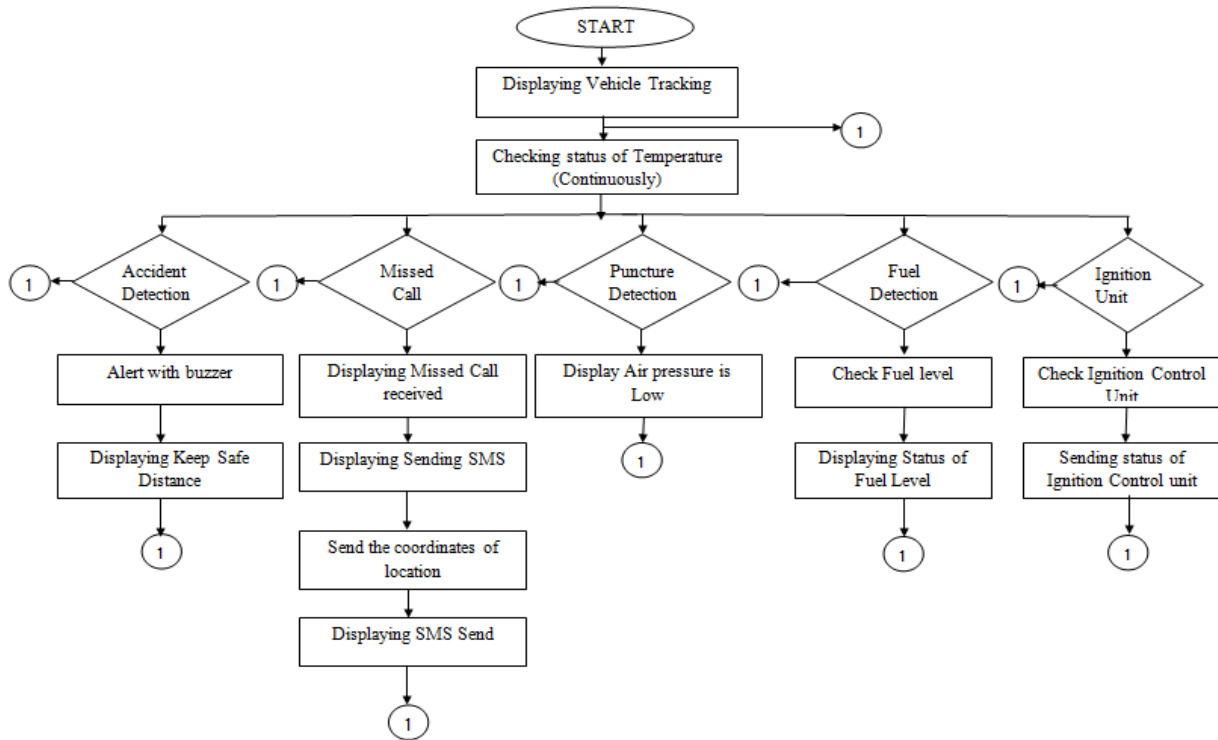 START
Displaying Vehicle Tracking
1
Checking status of Temperature
(Continuously)
1
Accident
Detection
1
Missed
Call
1
Puncture
Detection
1
Fuel
Detection
1
Ignition
Unit
Alert with buzzer
Displaying Missed Call
received
Display Air pressure is
Low
Check Fuel level
Check Ignition Control
Unit
Displaying Keep Safe
Distance
Displaying Sending SMS
1
Displaying Status of
Fuel Level
Sending status of
Ignition Control unit
1
Send the coordinates of
location
1
1
Displaying SMS Send
1